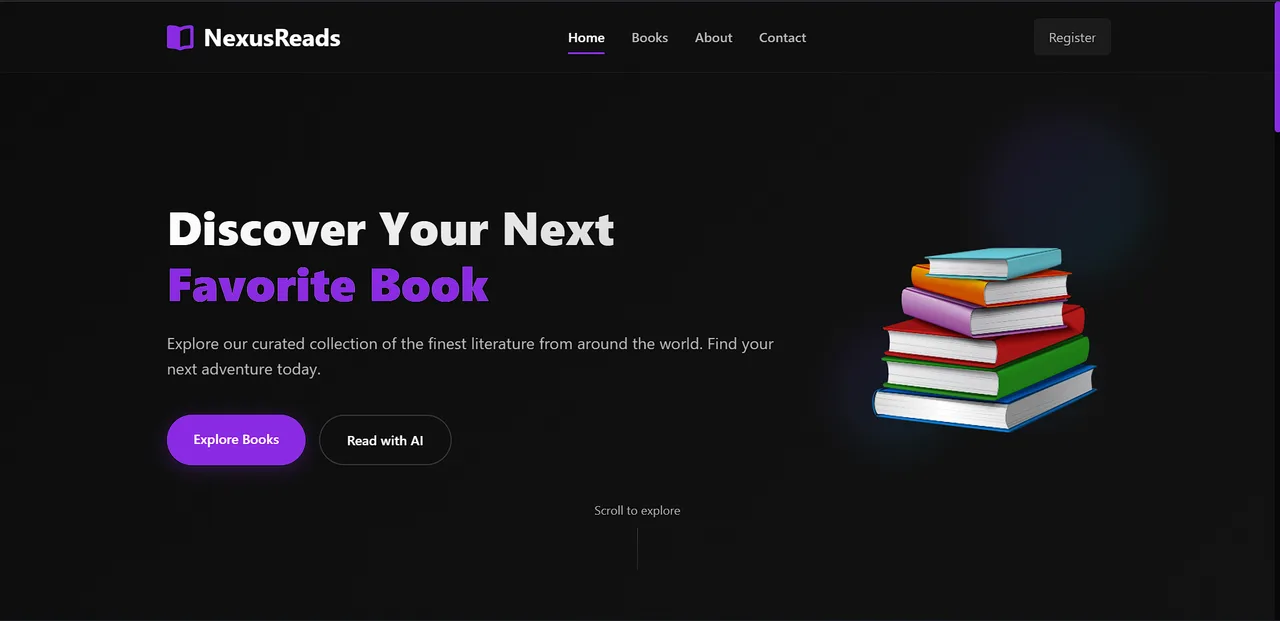 NexusReads
Home
Books
About
Contact
Register
Discover Your Next
Favorite Book
Explore our curated collection of the finest literature from around the world. Find your
next adventure today.
Explore Books
Read with AI
Scroll to explore